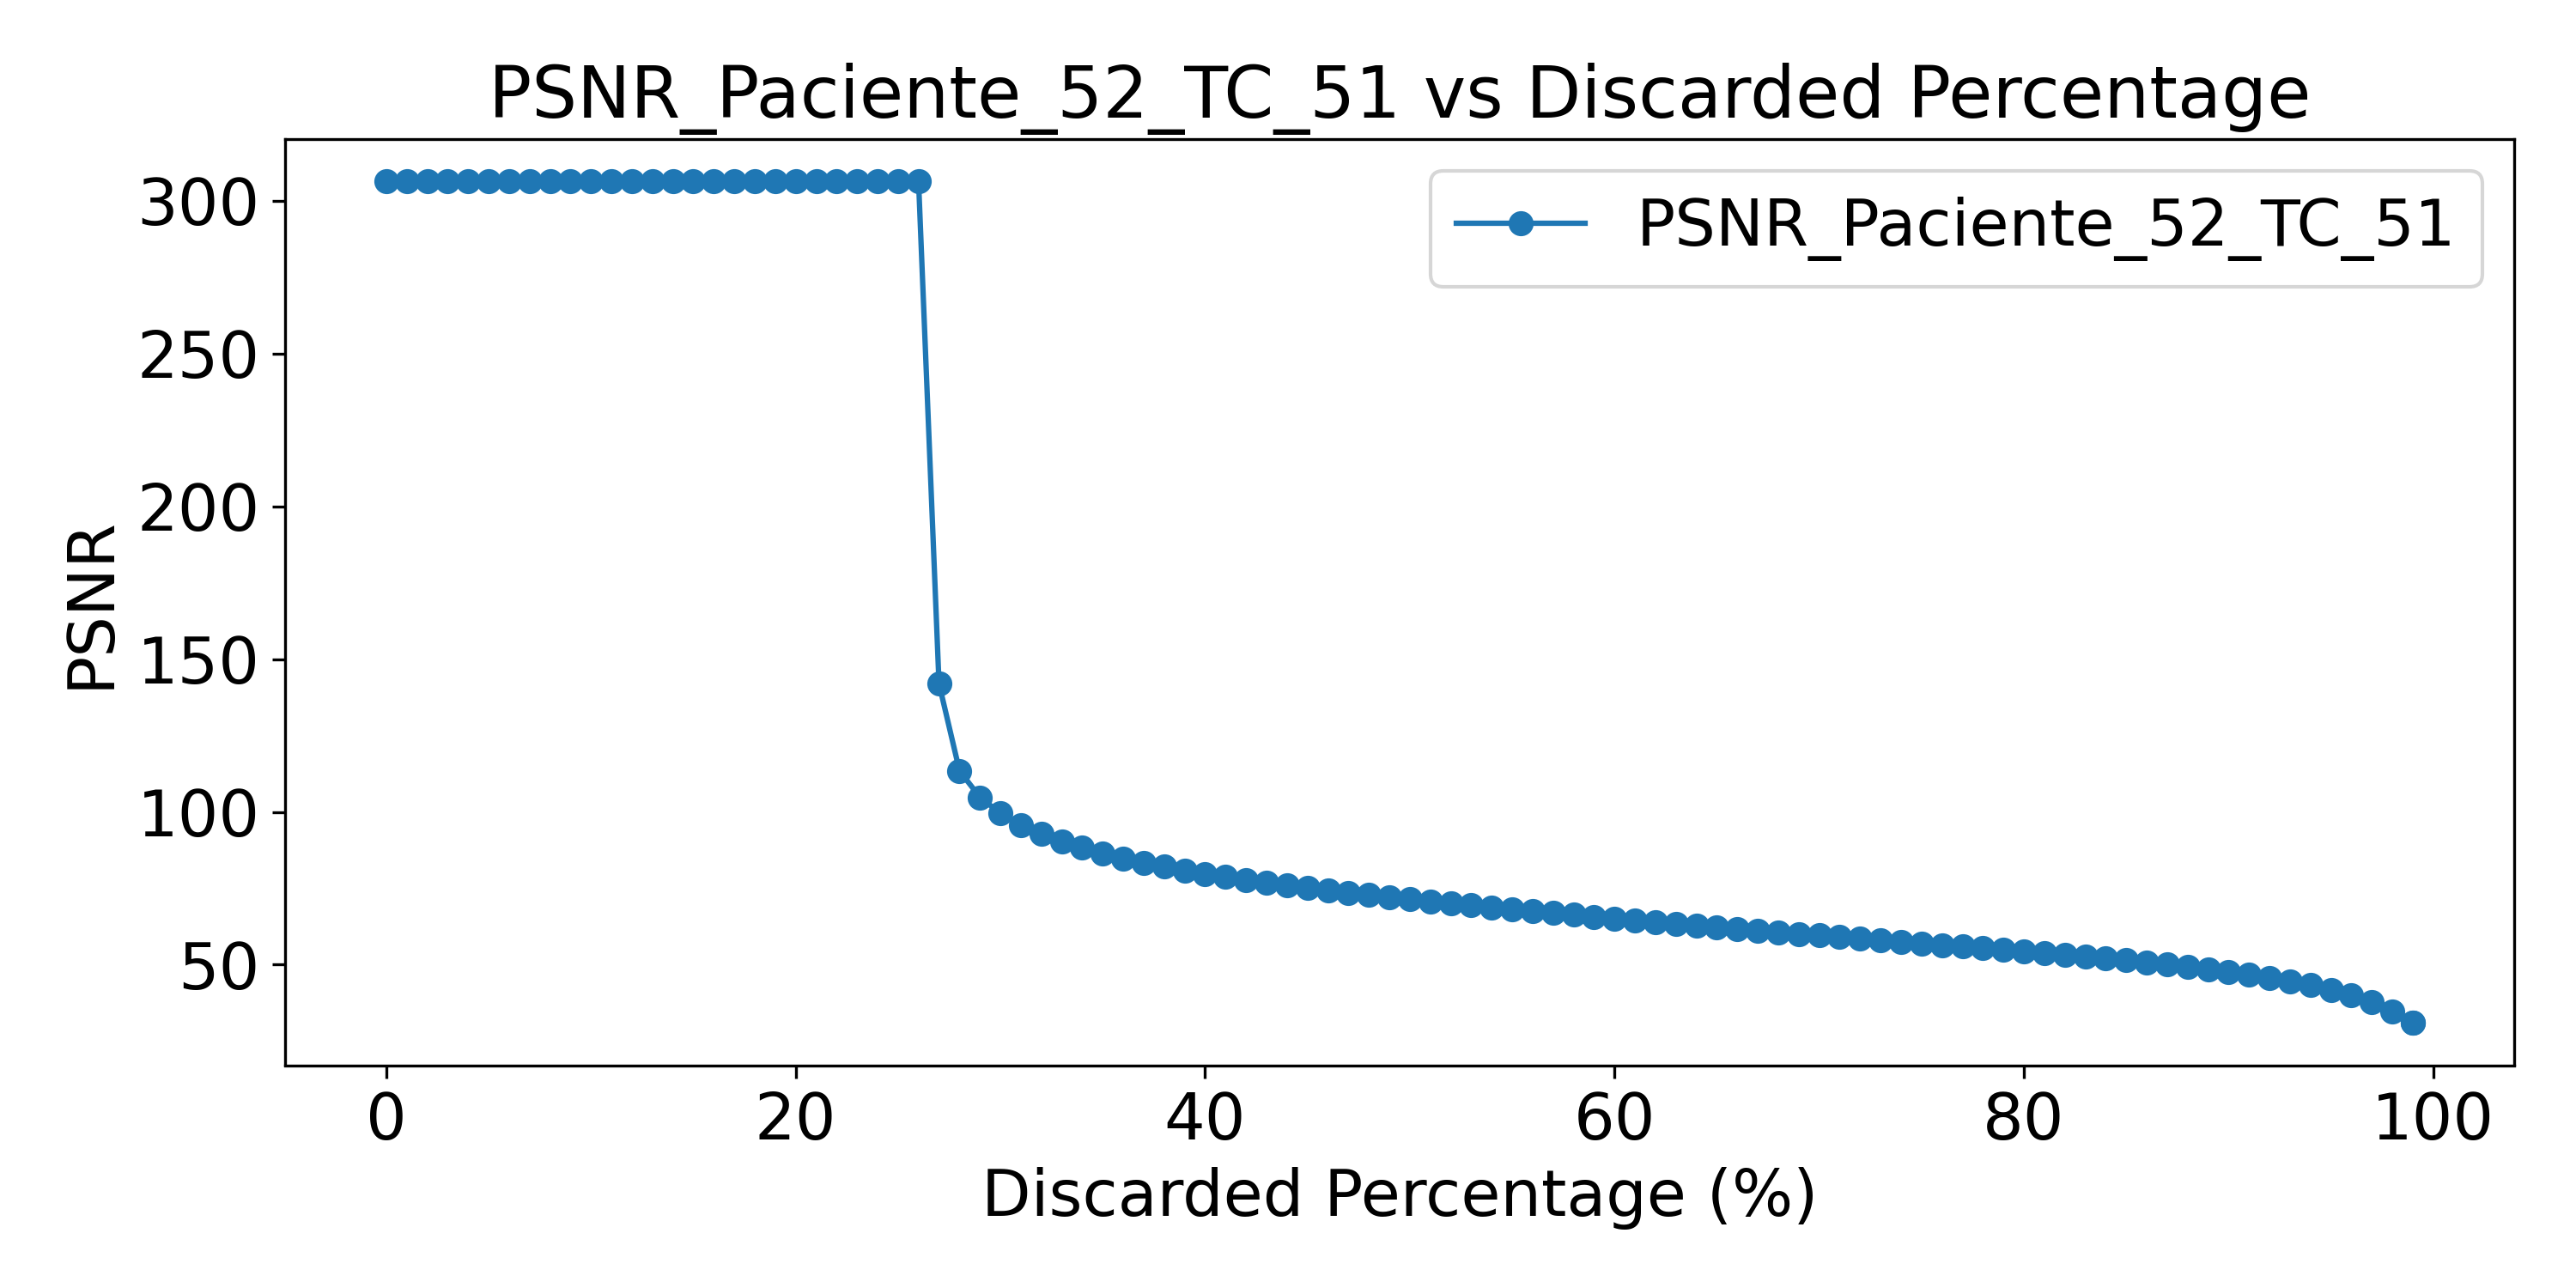 PSNR_Paciente_52_TC_51 vs Discarded Percentage
PSNR_Paciente_52_TC_51
PSNR
300
250
200
150
100
50
0 20 40 60 80 100
Discarded Percentage (%)